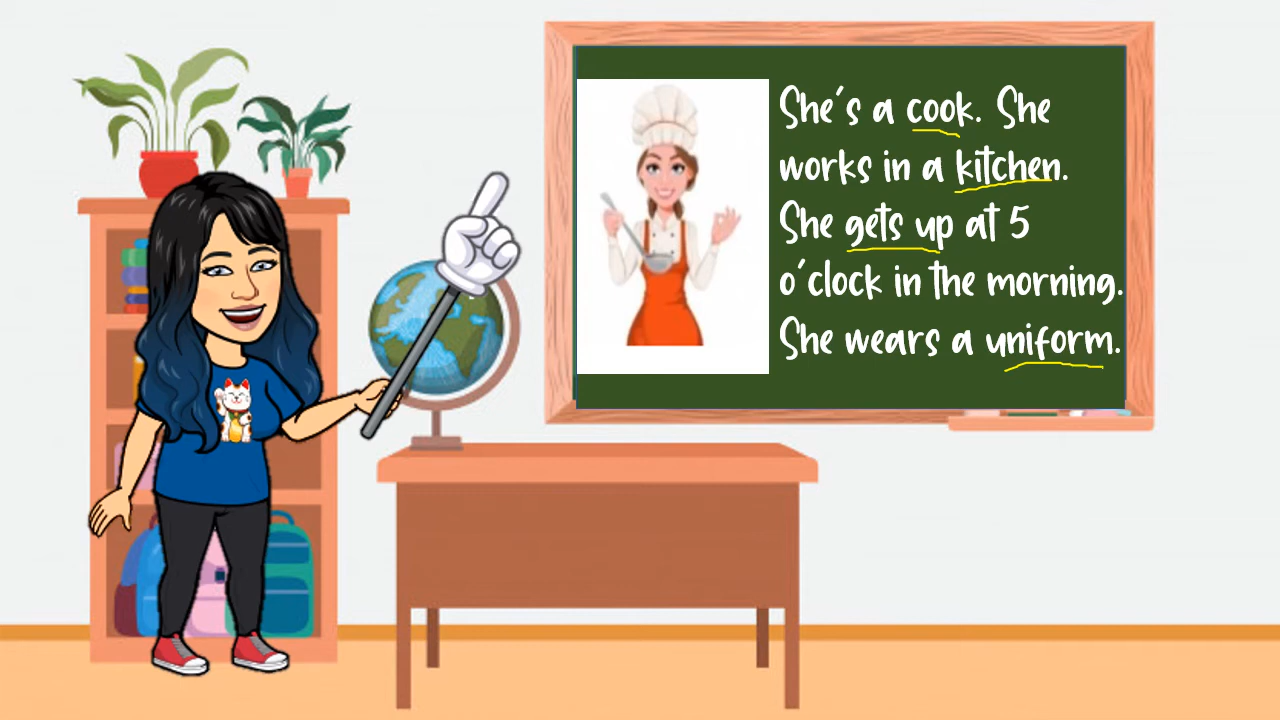 She's a cook. She
works in a kitchen.
She gets up at 5
o'clock in the morning.
She wears a uniform.